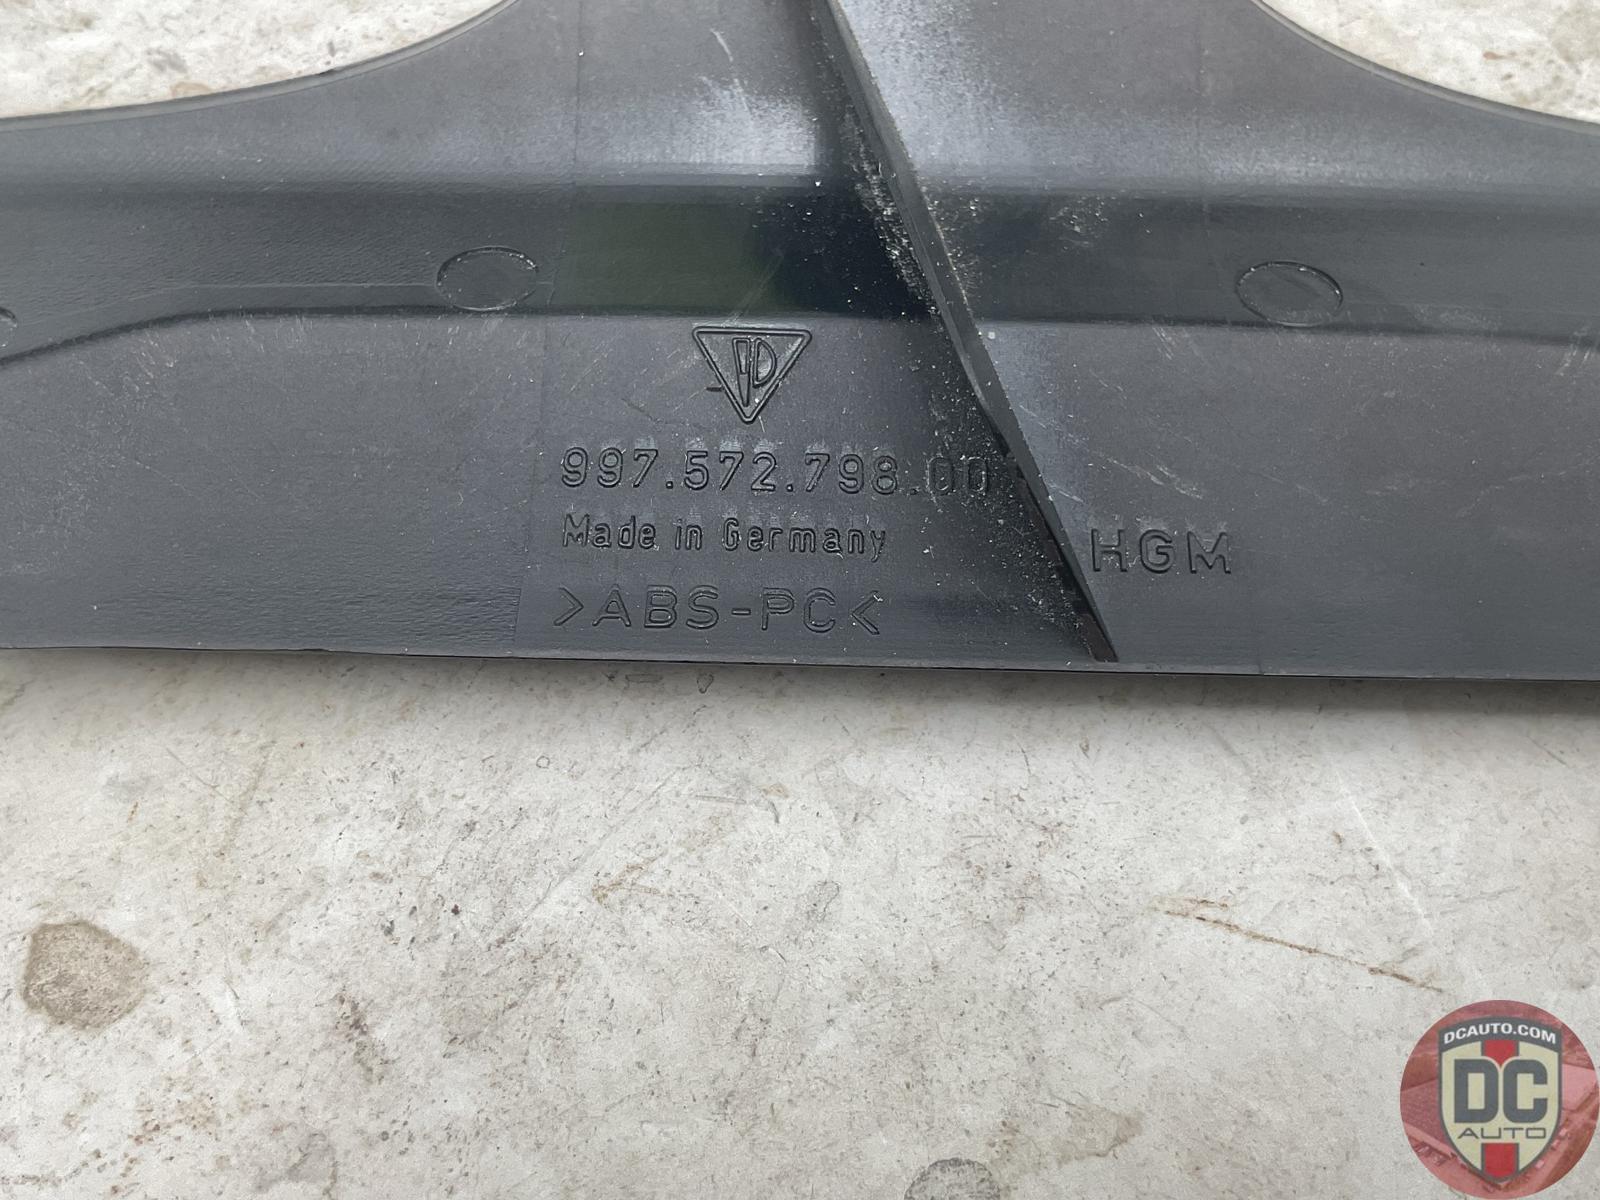 997.572.798.00
Made in Germany
HGM
>ABS-PC<
DCAUTO.COM
DC
AUTO